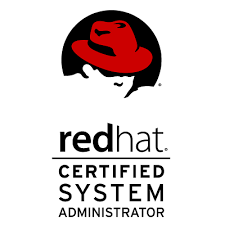 redhat®
CERTIFIED
SYSTEM
ADMINISTRATOR